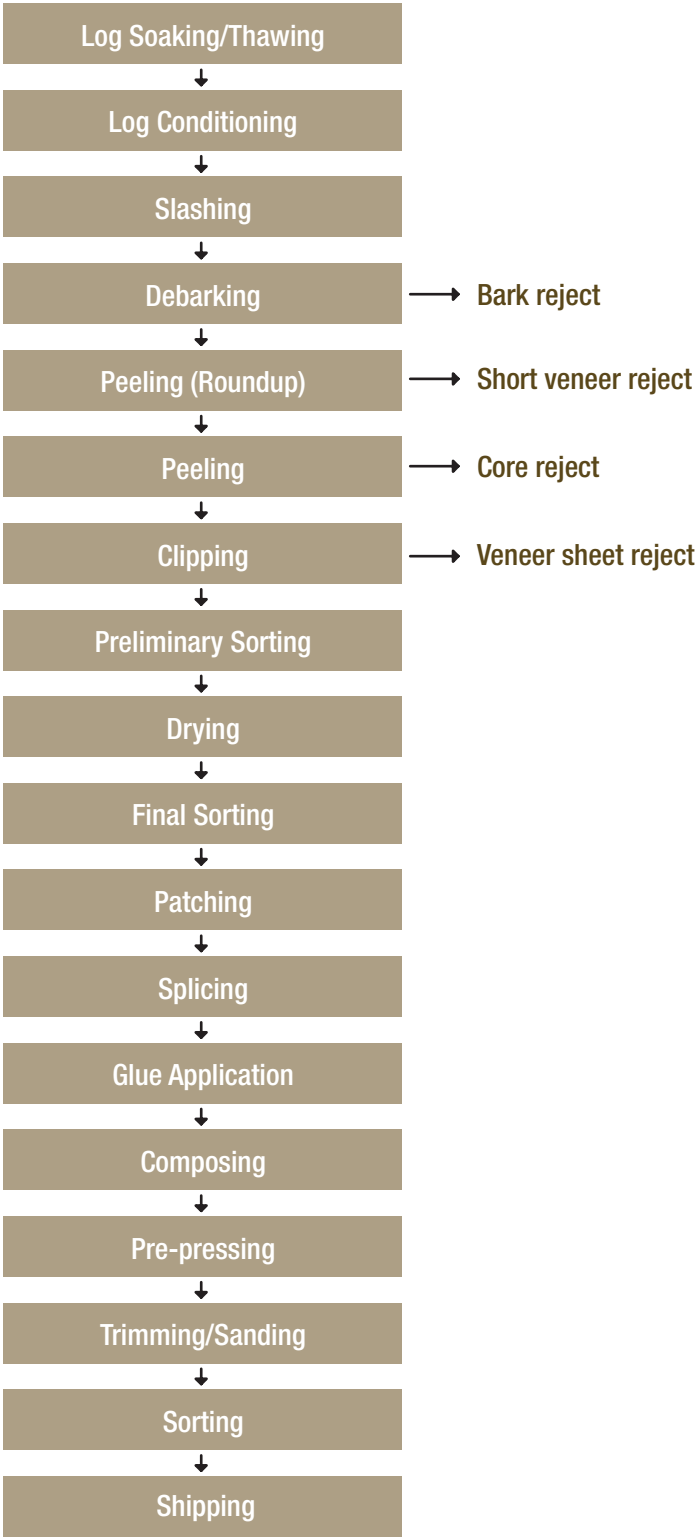 Log Soaking/Thawing
Log Conditioning
Slashing
Debarking
Bark reject
Peeling (Roundup)
Short veneer reject
Peeling
Core reject
Clipping
Veneer sheet reject
Preliminary Sorting
Drying
Final Sorting
Patching
Splicing
Glue Application
Composing
Pre-pressing
Trimming/Sanding
Sorting
Shipping